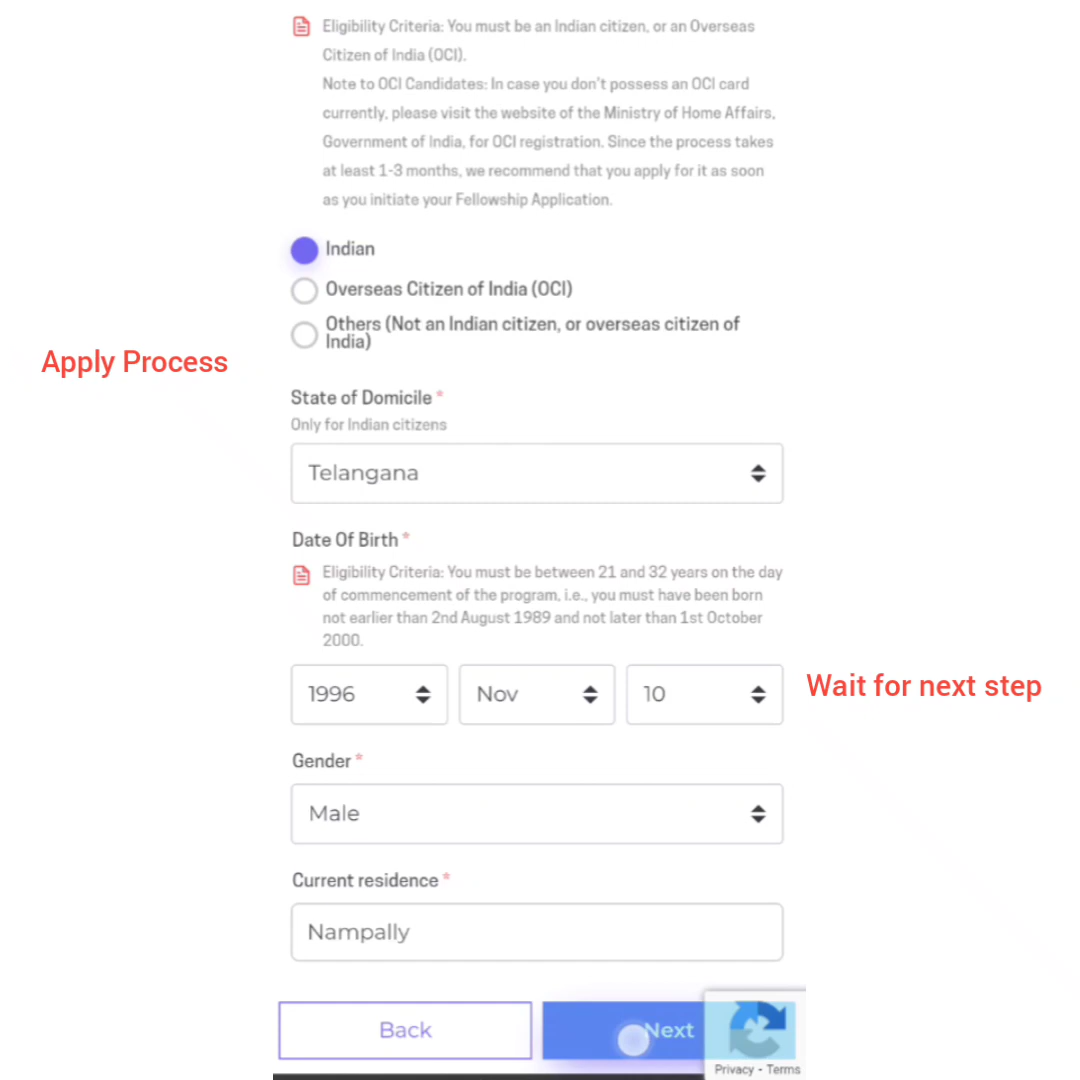 Eligibility Criteria: You must be an Indian citizen, or an Overseas
Citizen of India (OCI).
Note to OCI Candidates: In case you don't possess an OCI card
currently, please visit the website of the Ministry of Home Affairs,
Government of India, for OCI registration. Since the process takes
at least 1-3 months, we recommend that you apply for it as soon
as you initiate your Fellowship Application.
Indian
Overseas Citizen of India (OCI)
Others (Not an Indian citizen, or overseas citizen of
India)
Apply Process
State of Domicile *
Only for Indian citizens
Telangana
Date Of Birth *
Eligibility Criteria: You must be between 21 and 32 years on the day
of commencement of the program, i.e., you must have been born
not earlier than 2nd August 1989 and not later than 1st October
2000.
1996 Nov 10
Wait for next step
Gender *
Male
Current residence *
Nampally
Back Next
Privacy - Terms